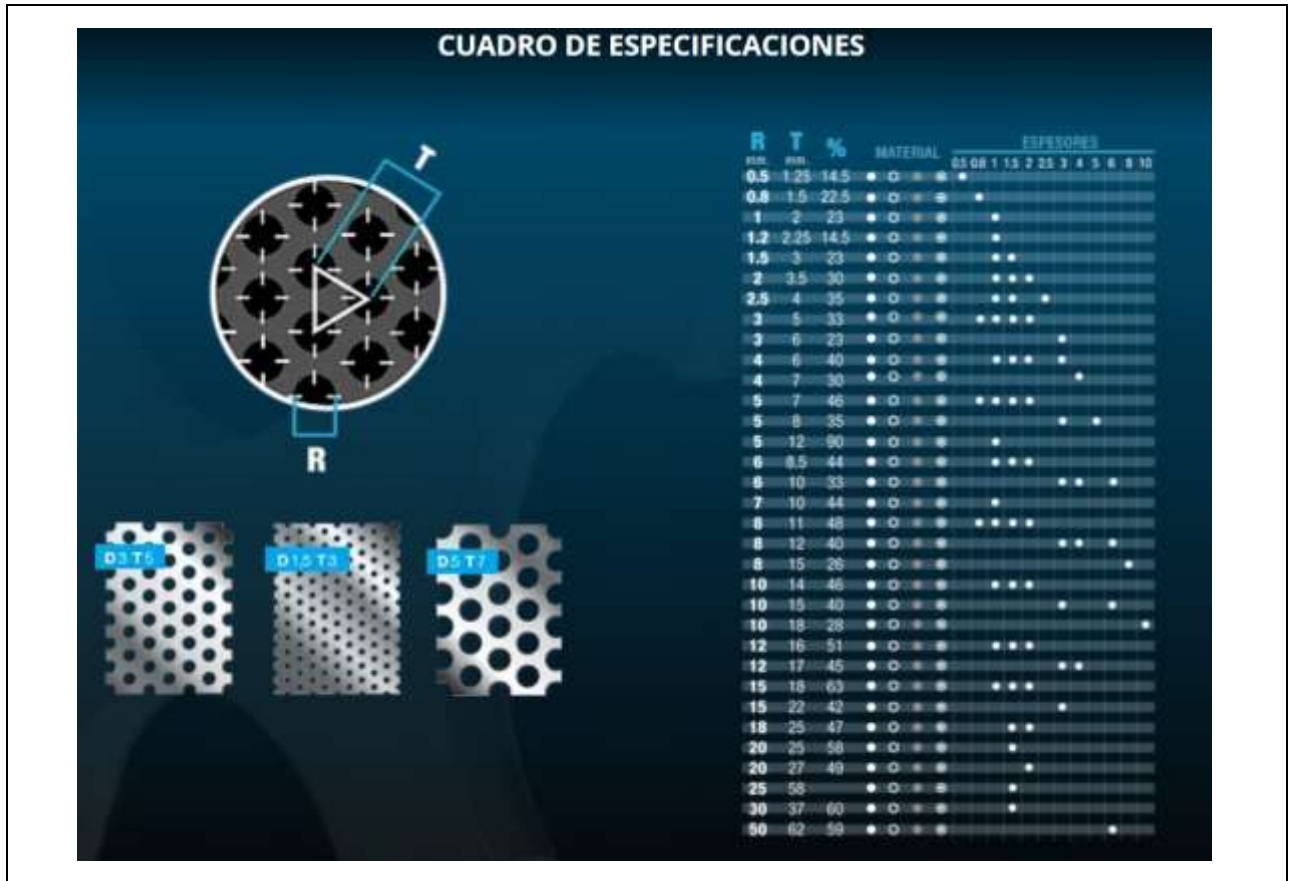 CUADRO DE ESPECIFICACIONES
T
R
D3 T5
D1,5 T3
D5 T7
R T % MATERIAL ESPESORES
mm. mm. 0.5 0.8 1 1.5 2 2.5 3 4 5 6 8 10
0.5 1.25 14.5
0.8 1.5 22.5
1 2 23
1.2 2.25 14.5
1.5 3 23
2 3.5 30
2.5 4 35
3 5 33
3 6 23
4 6 40
4 7 30
5 7 46
5 8 35
5 12 90
6 8.5 44
6 10 33
7 10 44
8 11 48
8 12 40
8 15 26
10 14 46
10 15 40
10 18 28
12 16 51
12 17 45
15 18 63
15 22 42
18 25 47
20 25 58
20 27 49
25 58
30 37 60
50 62 59